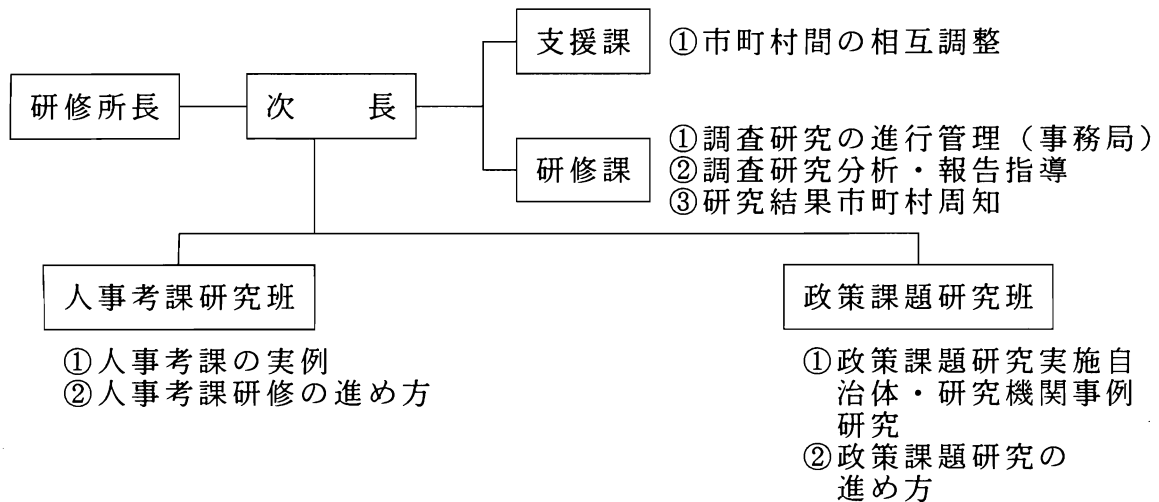 支援課
①市町村間の相互調整
研修所長
次　　長
研修課
①調査研究の進行管理（事務局）
②調査研究分析・報告指導
③研究結果市町村周知
人事考課研究班
①人事考課の実例
②人事考課研修の進め方
政策課題研究班
①政策課題研究実施自
治体・研究機関事例
研究
②政策課題研究の
進め方